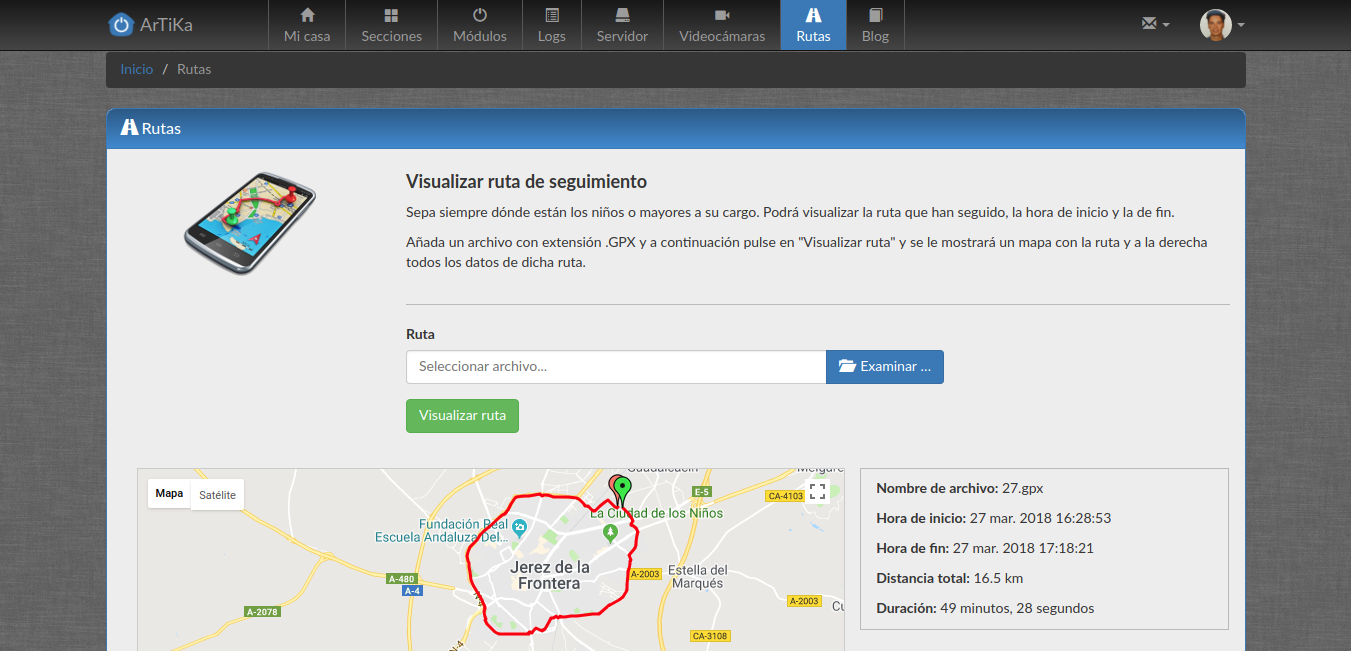 ArTiKa
Mi casa
Secciones
Módulos
Logs
Servidor
Videocámaras
Rutas
Blog
Inicio / Rutas
Rutas
Visualizar ruta de seguimiento
Sepa siempre dónde están los niños o mayores a su cargo. Podrá visualizar la ruta que han seguido, la hora de inicio y la de fin.
Añada un archivo con extensión .GPX y a continuación pulse en "Visualizar ruta" y se le mostrará un mapa con la ruta y a la derecha
todos los datos de dicha ruta.
Ruta
Seleccionar archivo...
Examinar ...
Visualizar ruta
Mapa
Satélite
Guadalcacín
E-5
CA-4103
La Ciudad de los Niños
Fundación Real
Escuela Andaluza Del...
Jerez de la
Frontera
A-2003
Estella del
Marqués
A-480
A-4
A-4
A-2078
A-2003
CA-3108
N-4
Nombre de archivo: 27.gpx
Hora de inicio: 27 mar. 2018 16:28:53
Hora de fin: 27 mar. 2018 17:18:21
Distancia total: 16.5 km
Duración: 49 minutos, 28 segundos